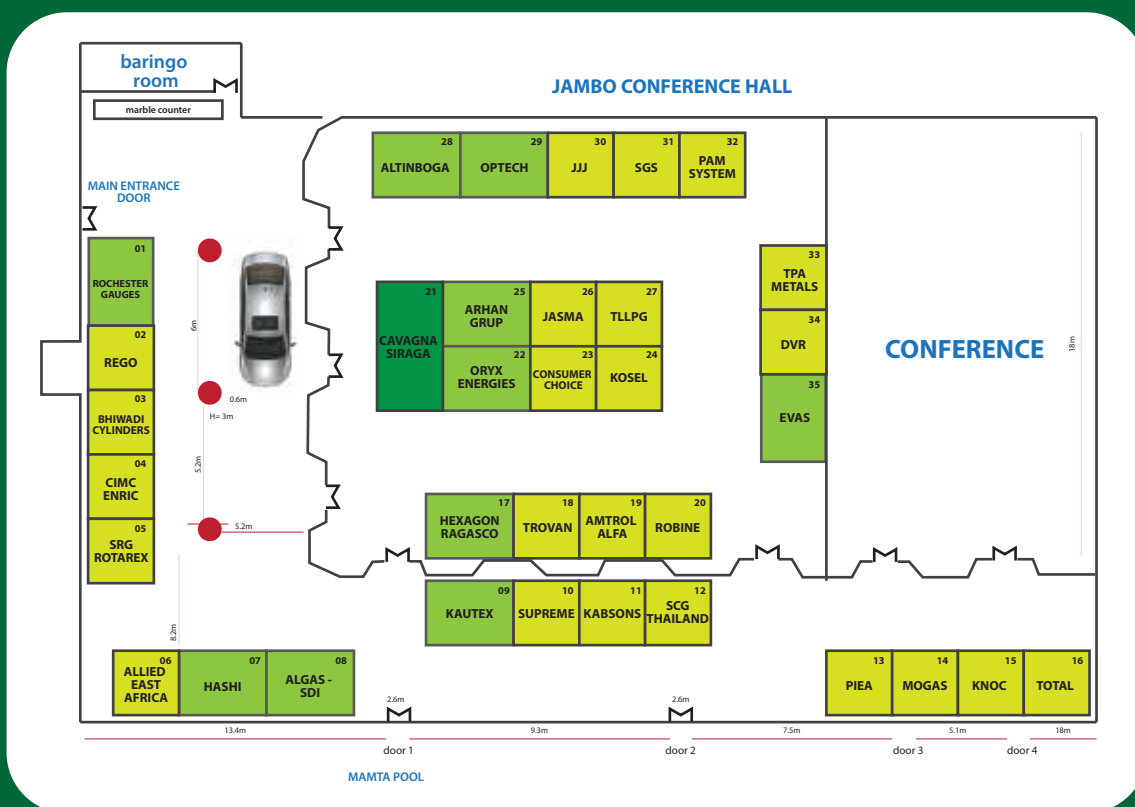 baringo
room
marble counter
JAMBO CONFERENCE HALL
MAIN ENTRANCE
DOOR
28
ALTINBOGA
29
OPTECH
30
JJJ
31
SGS
32
PAM
SYSTEM
01
ROCHESTER
GAUGES
02
REGO
03
BHIWADI
CYLINDERS
04
CIMC
ENRIC
05
SRG
ROTAREX
6m
0.6m
H= 3m
5.2m
5.2m
8.2m
21
CAVAGNA
SIRAGA
25
ARHAN
GRUP
26
JASMA
27
TLLPG
22
ORYX
ENERGIES
23
CONSUMER
CHOICE
24
KOSEL
33
TPA
METALS
34
DVR
35
EVAS
CONFERENCE
18m
17
HEXAGON
RAGASCO
18
TROVAN
19
AMTROL
ALFA
20
ROBINE
09
KAUTEX
10
SUPREME
11
KABSONS
12
SCG
THAILAND
06
ALLIED
EAST
AFRICA
07
HASHI
08
ALGAS -
SDI
13
PIEA
14
MOGAS
15
KNOC
16
TOTAL
2.6m
2.6m
13.4m
9.3m
7.5m
5.1m
18m
door 1
door 2
door 3
door 4
MAMTA POOL